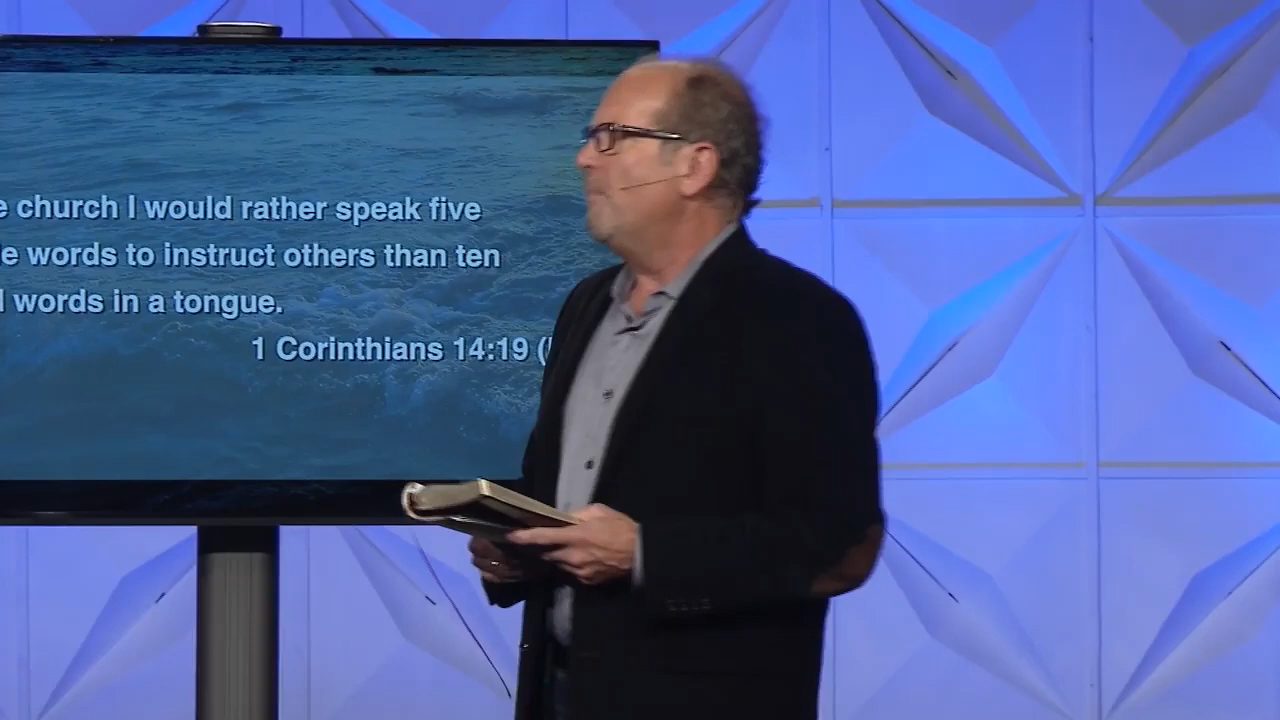 church I would rather speak five
words to instruct others than ten
words in a tongue.
1 Corinthians 14:19 (